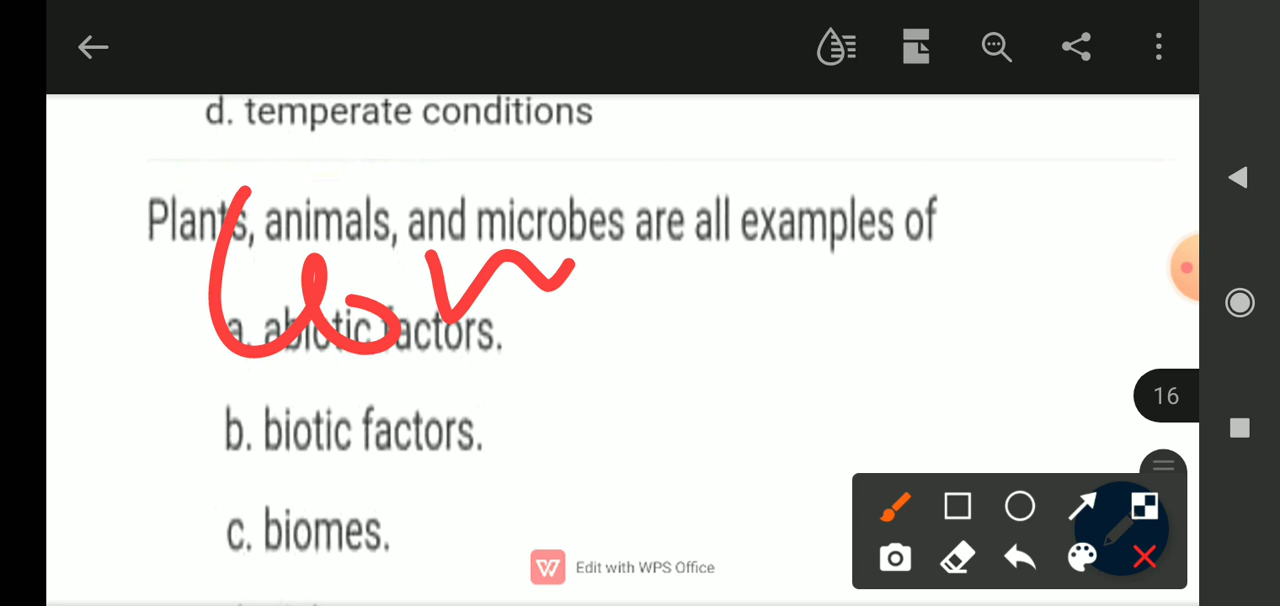 d. temperate conditions
Plants, animals, and microbes are all examples of
a. abiotic factors.
b. biotic factors.
16
c. biomes.
Edit with WPS Office